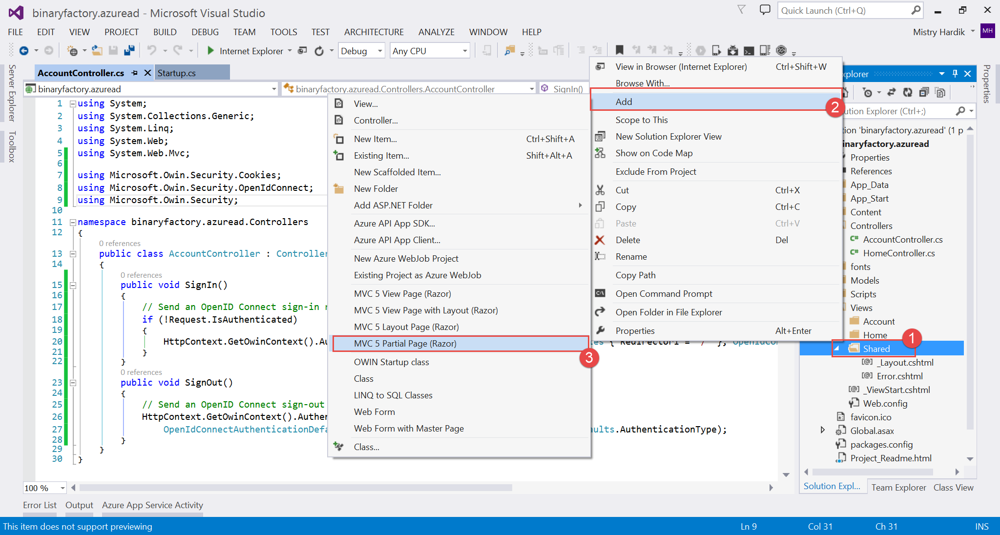 binaryfactory.azuread - Microsoft Visual Studio
Quick Launch (Ctrl+Q)
FILE EDIT VIEW PROJECT BUILD DEBUG TEAM TOOLS TEST ARCHITECTURE ANALYZE WINDOW HELP
Mistry Hardik MH
Internet Explorer Debug Any CPU
Server Explorer
Toolbox
Properties
AccountController.cs Startup.cs
binaryfactory.azuread binaryfactory.azuread.Controllers.AccountController SignIn()
1 using System;
2 using System.Collections.Generic;
3 using System.Linq;
4 using System.Web;
5 using System.Web.Mvc;
6
7 using Microsoft.Owin.Security.Cookies;
8 using Microsoft.Owin.Security.OpenIdConnect;
9 using Microsoft.Owin.Security;
10
11 namespace binaryfactory.azuread.Controllers
12 {
0 references
13 public class AccountController : Controller
14 {
0 references
15 public void SignIn()
16 {
17 // Send an OpenID Connect sign-in r
18 if (!Request.IsAuthenticated)
19 {
20 HttpContext.GetOwinContext().Au es { RedirectUri = "/" }, OpenIdCo
21 }
22 }
0 references
23 public void SignOut()
24 {
25 // Send an OpenID Connect sign-out
26 HttpContext.GetOwinContext().Auther
27 OpenIdConnectAuthenticationDefa aults.AuthenticationType);
28 }
29 }
30 }
View...
Controller...
New Item... Ctrl+Shift+A
Existing Item... Shift+Alt+A
New Scaffolded Item...
New Folder
Add ASP.NET Folder
Azure API App SDK...
Azure API App Client...
New Azure WebJob Project
Existing Project as Azure WebJob
MVC 5 View Page (Razor)
MVC 5 View Page with Layout (Razor)
MVC 5 Layout Page (Razor)
MVC 5 Partial Page (Razor)
3
OWIN Startup class
Class
LINQ to SQL Classes
Web Form
Web Form with Master Page
Class...
View in Browser (Internet Explorer) Ctrl+Shift+W
Browse With...
Add
2
Scope to This
New Solution Explorer View
Show on Code Map
Exclude From Project
Cut Ctrl+X
Copy Ctrl+C
Paste Ctrl+V
Delete Del
Rename
Copy Path
Open Command Prompt
Open Folder in File Explorer
Properties Alt+Enter
xplorer
ution Explorer (Ctrl+;)
tion 'binaryfactory.azuread' (1 p
inaryfactory.azuread
Properties
References
App_Data
App_Start
Content
Controllers
C# AccountController.cs
C# HomeController.cs
fonts
Models
Scripts
Views
Account
Home
1
Shared
[@] _Layout.cshtml
[@] Error.cshtml
[@] _ViewStart.cshtml
Web.config
favicon.ico
Global.asax
packages.config
Project_Readme.html
Solution Expl... Team Explorer Class View
100 %
Error List Output Azure App Service Activity
This item does not support previewing Ln 9 Col 31 Ch 31 INS